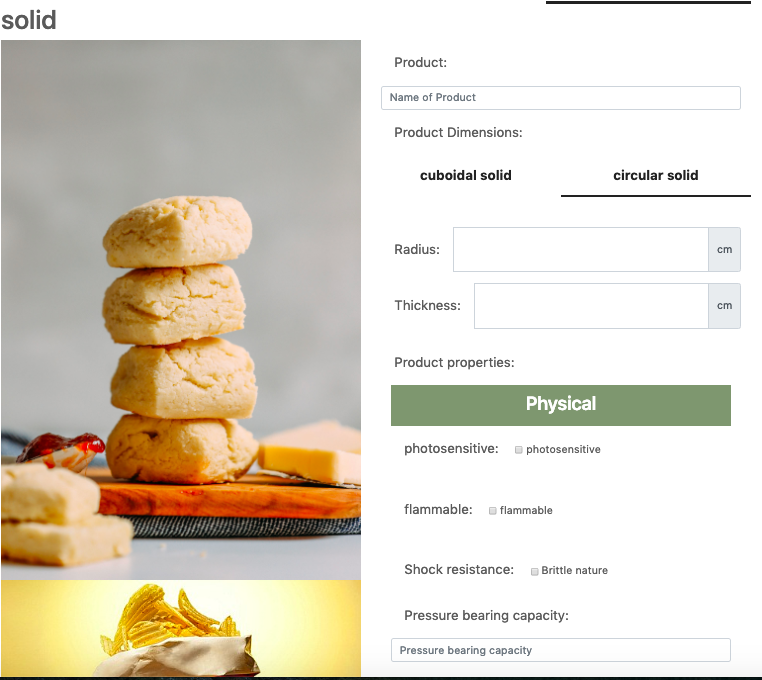 solid
Product:
Name of Product
Product Dimensions:
cuboidal solid circular solid
Radius: cm
Thickness: cm
Product properties:
Physical
photosensitive: photosensitive
flammable: flammable
Shock resistance: Brittle nature
Pressure bearing capacity:
Pressure bearing capacity